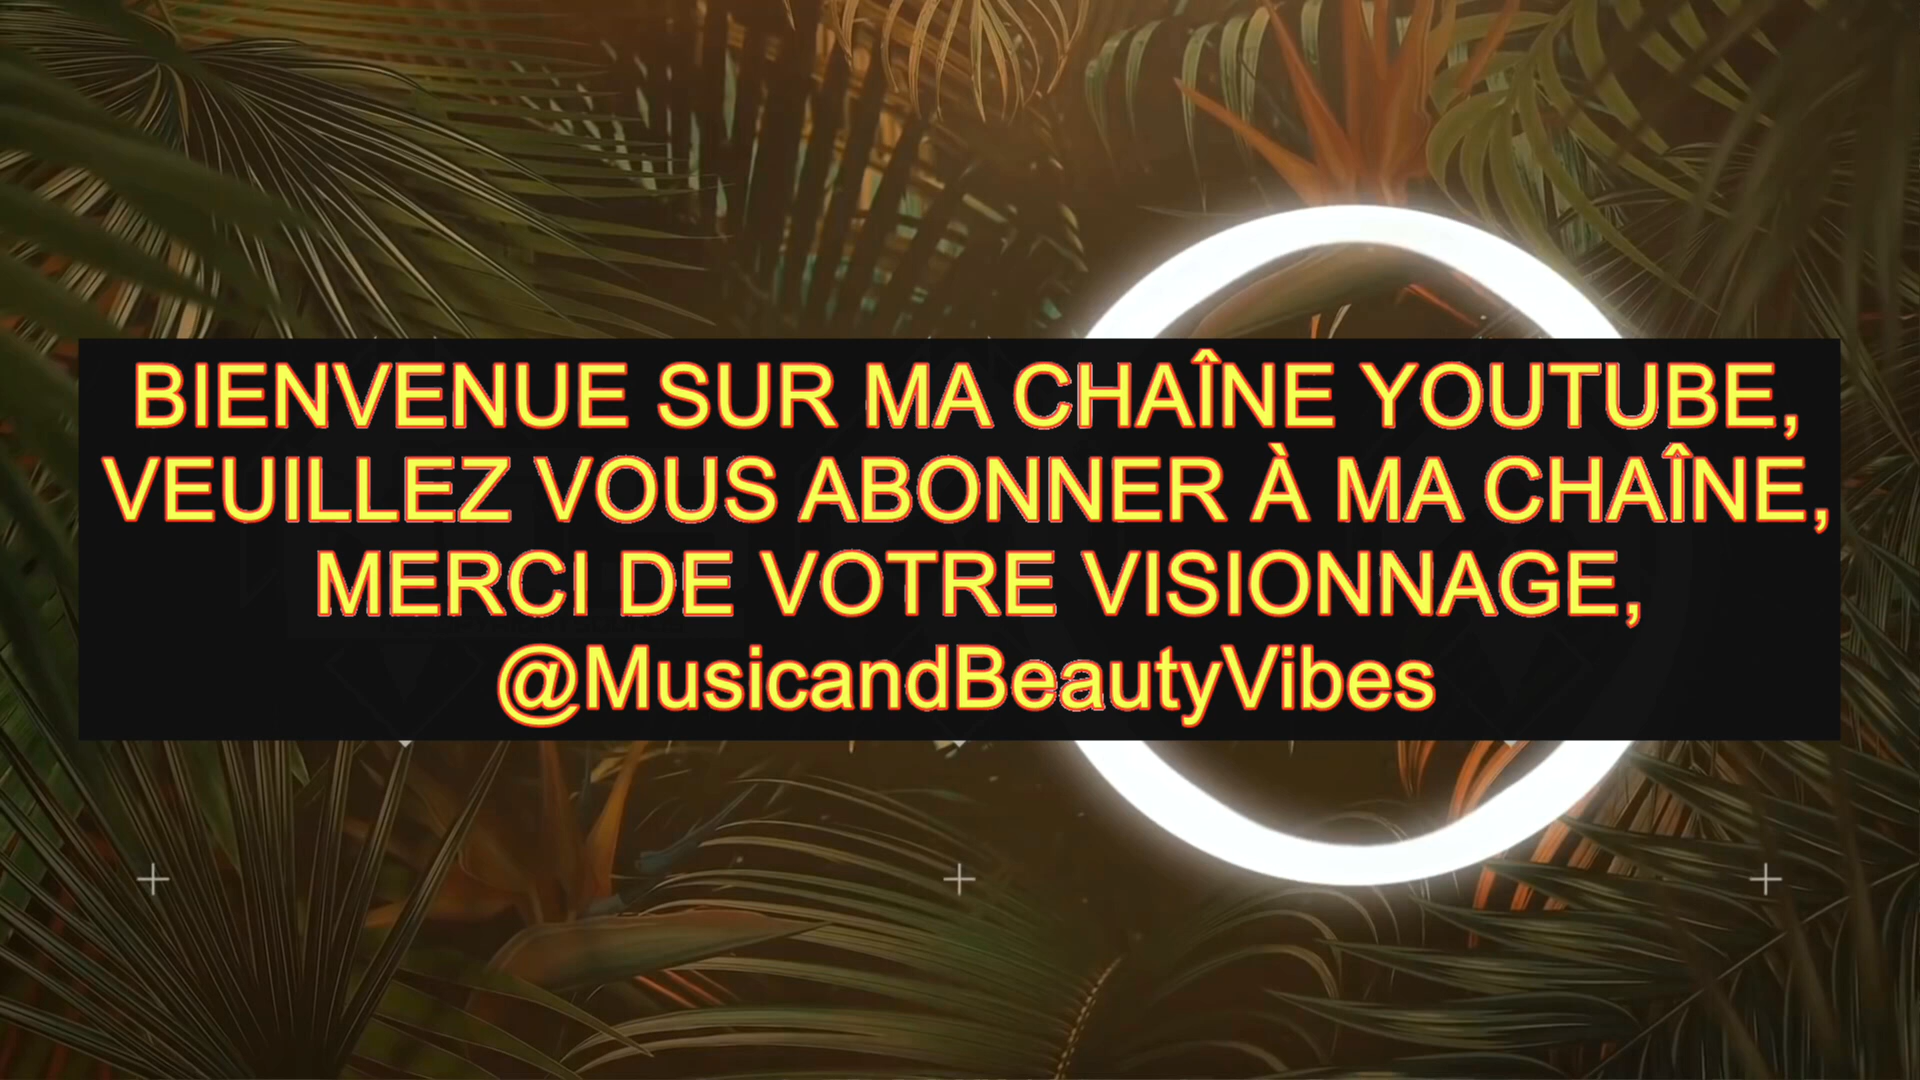 BIENVENUE SUR MA CHAÎNE YOUTUBE,
VEUILLEZ VOUS ABONNER À MA CHAÎNE,
MERCI DE VOTRE VISIONNAGE,
@MusicandBeautyVibes